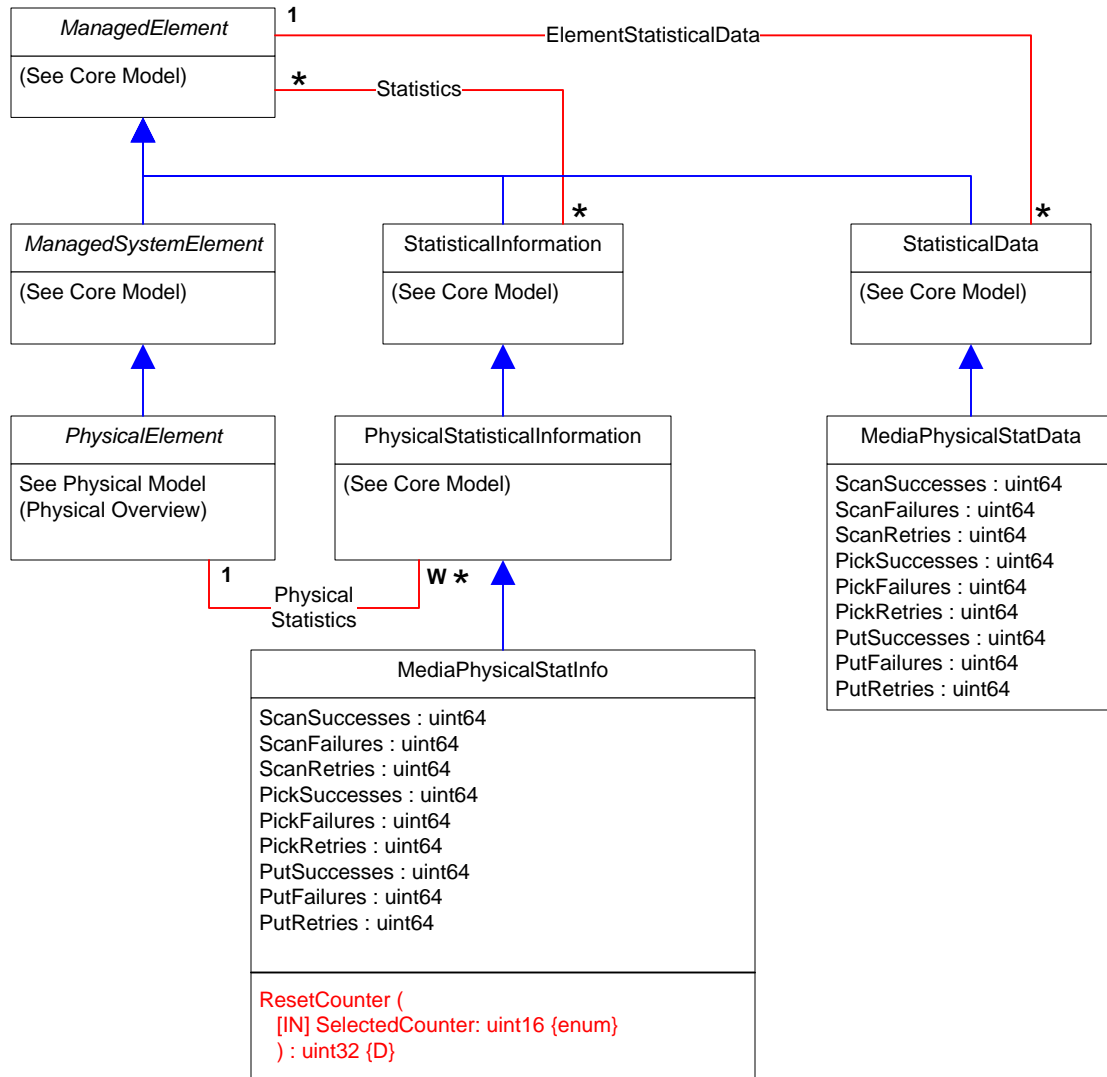 ManagedElement
(See Core Model)
1
ElementStatisticalData
*
Statistics
*
*
ManagedSystemElement
(See Core Model)
StatisticalInformation
(See Core Model)
StatisticalData
(See Core Model)
PhysicalElement
See Physical Model
(Physical Overview)
PhysicalStatisticalInformation
(See Core Model)
MediaPhysicalStatData
ScanSuccesses : uint64
ScanFailures : uint64
ScanRetries : uint64
PickSuccesses : uint64
PickFailures : uint64
PickRetries : uint64
PutSuccesses : uint64
PutFailures : uint64
PutRetries : uint64
1
Physical
Statistics
W *
MediaPhysicalStatInfo
ScanSuccesses : uint64
ScanFailures : uint64
ScanRetries : uint64
PickSuccesses : uint64
PickFailures : uint64
PickRetries : uint64
PutSuccesses : uint64
PutFailures : uint64
PutRetries : uint64
ResetCounter (
[IN] SelectedCounter: uint16 {enum}
) : uint32 {D}